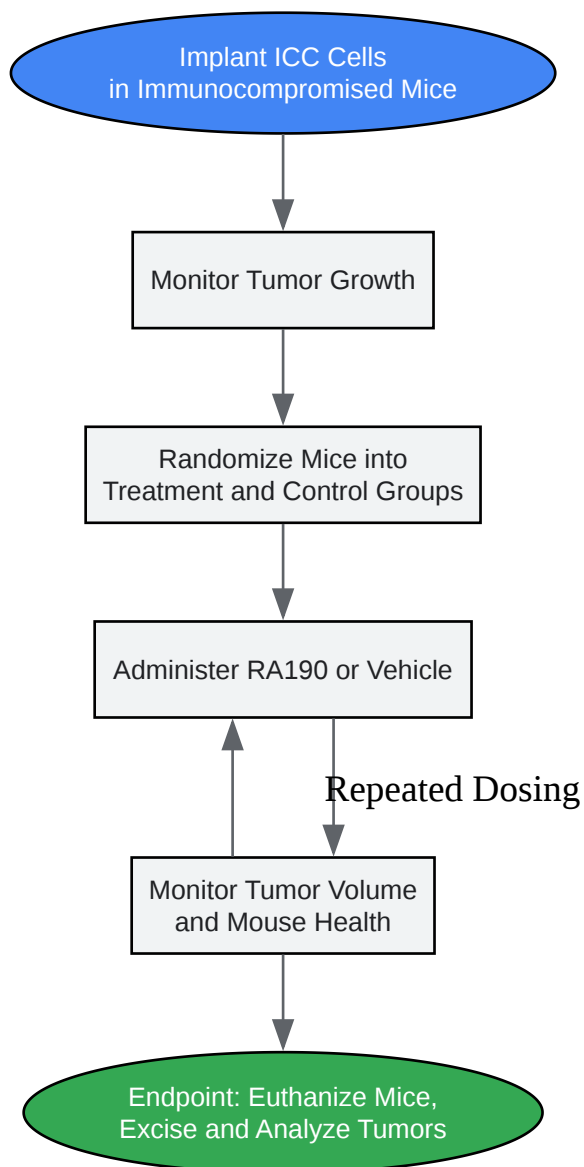 Implant ICC Cells
in Immunocompromised Mice
Monitor Tumor Growth
Randomize Mice into
Treatment and Control Groups
Administer RA190 or Vehicle
Repeated Dosing
Monitor Tumor Volume
and Mouse Health
Endpoint: Euthanize Mice,
Excise and Analyze Tumors